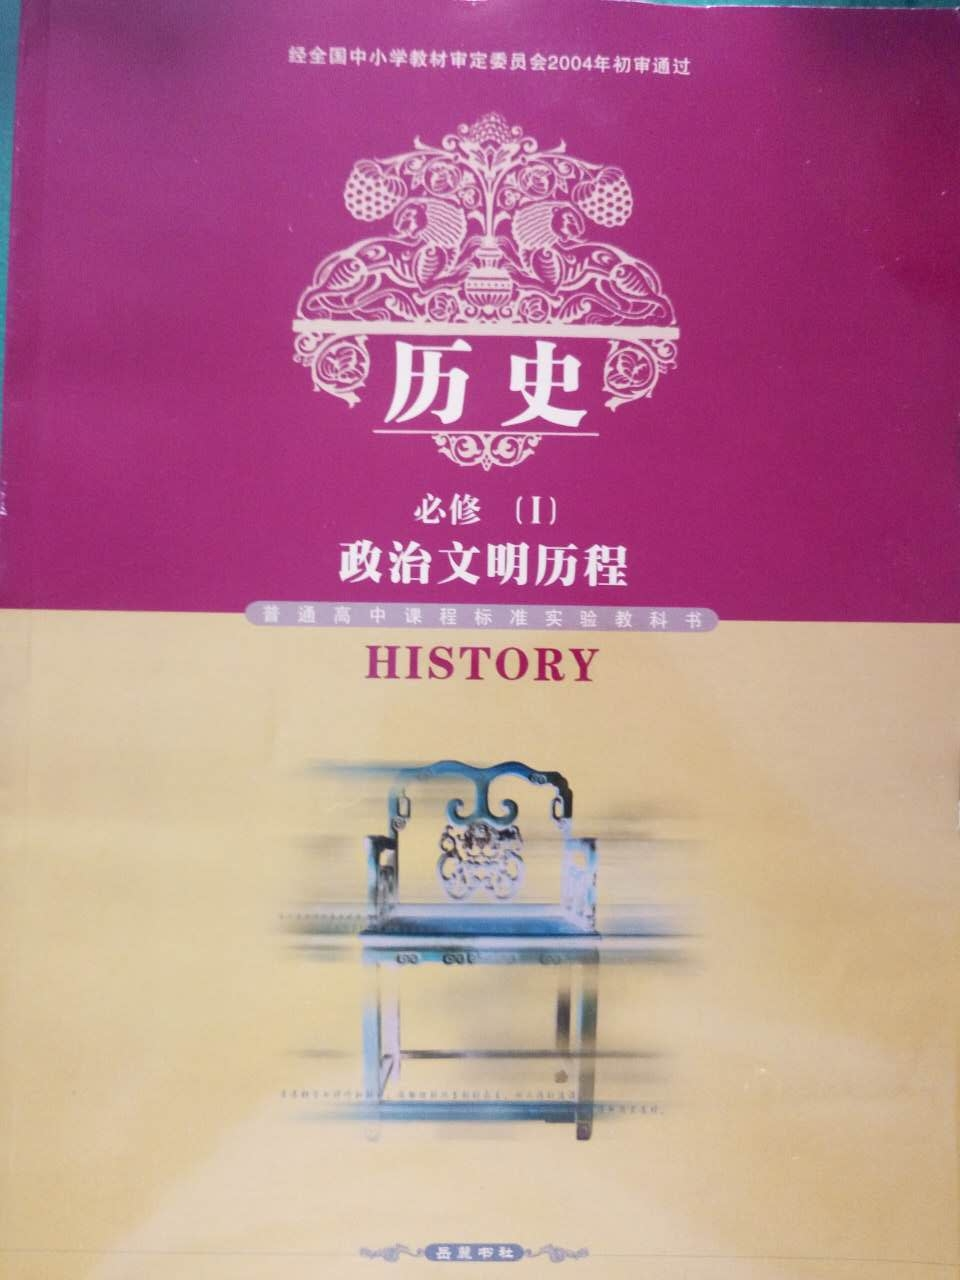 经全国中小学教材审定委员会2004年初审通过
历史
必修 (I)
政治文明历程
普通高中课程标准实验教科书
HISTORY
岳麓书社